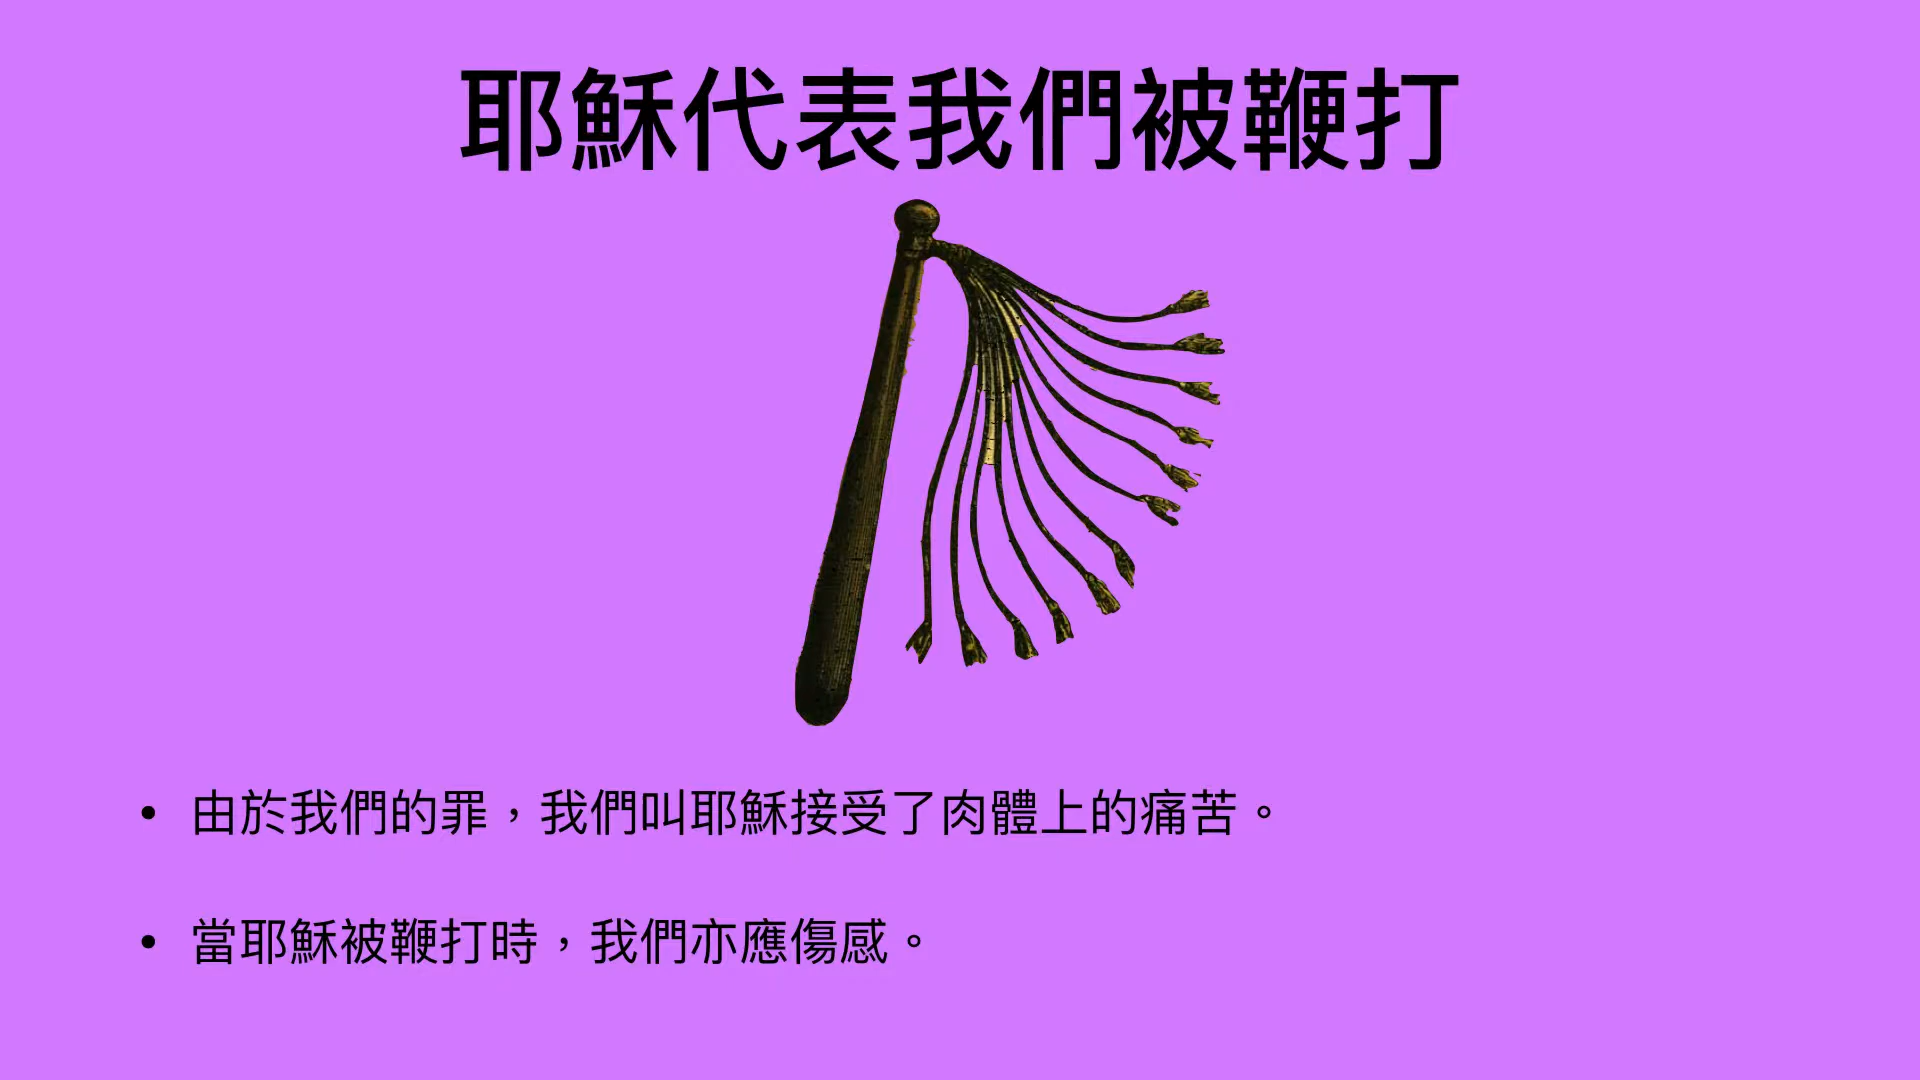 耶穌代表我們被鞭打
• 由於我們的罪，我們叫耶穌接受了肉體上的痛苦。
• 當耶穌被鞭打時，我們亦應傷感。